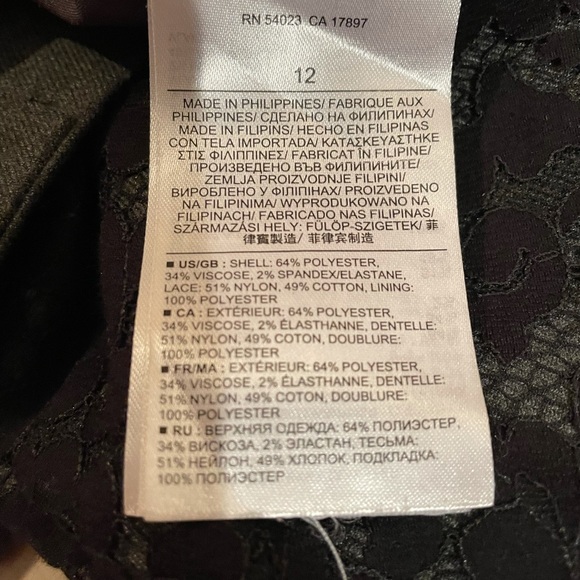 RN 54023 CA 17897
12
MADE IN PHILIPPINES/ FABRIQUE AUX
PHILIPPINES/ СДЕЛАНО НА ФИЛИПИНАХ/
MADE IN FILIPINS/ HECHO EN FILIPINAS
CON TELA IMPORTADA/ ΚΑΤΑΣΚΕΥΑΣΤΗΚΕ
ΣΤΙΣ ΦΙΛΙΠΠΙΝΕΣ/ FABRICAT ÎN FILIPINE/
ПРОИЗВЕДЕНО ВЪВ ФИЛИПИНИТЕ/
ZEMLJA PROIZVODNJE FILIPINI/
ВИРОБЛЕНО У ФІЛІПІНАХ/ PROIZVEDENO
NA FILIPINIMA/ WYPRODUKOWANO NA
FILIPINACH/ FABRICADO NAS FILIPINAS/
SZÁRMAZÁSI HELY: FÜLÖP-SZIGETEK/ 菲
律賓製造/ 菲律宾制造
■ US/GB : SHELL: 64% POLYESTER,
34% VISCOSE, 2% SPANDEX/ELASTANE,
LACE: 51% NYLON, 49% COTTON, LINING:
100% POLYESTER
■ CA : EXTÉRIEUR: 64% POLYESTER,
34% VISCOSE, 2% ÉLASTHANNE, DENTELLE:
51% NYLON, 49% COTON, DOUBLURE:
100% POLYESTER
■ FR/MA : EXTÉRIEUR: 64% POLYESTER,
34% VISCOSE, 2% ÉLASTHANNE, DENTELLE:
51% NYLON, 49% COTON, DOUBLURE:
100% POLYESTER
■ RU : ВЕРХНЯЯ ОДЕЖДА: 64% ПОЛИЭСТЕР,
34% ВИСКОЗА, 2% ЭЛАСТАН, ТЕСЬМА:
51% НЕЙЛОН, 49% ХЛОПОК, ПОДКЛАДКА:
100% ПОЛИЭСТЕР